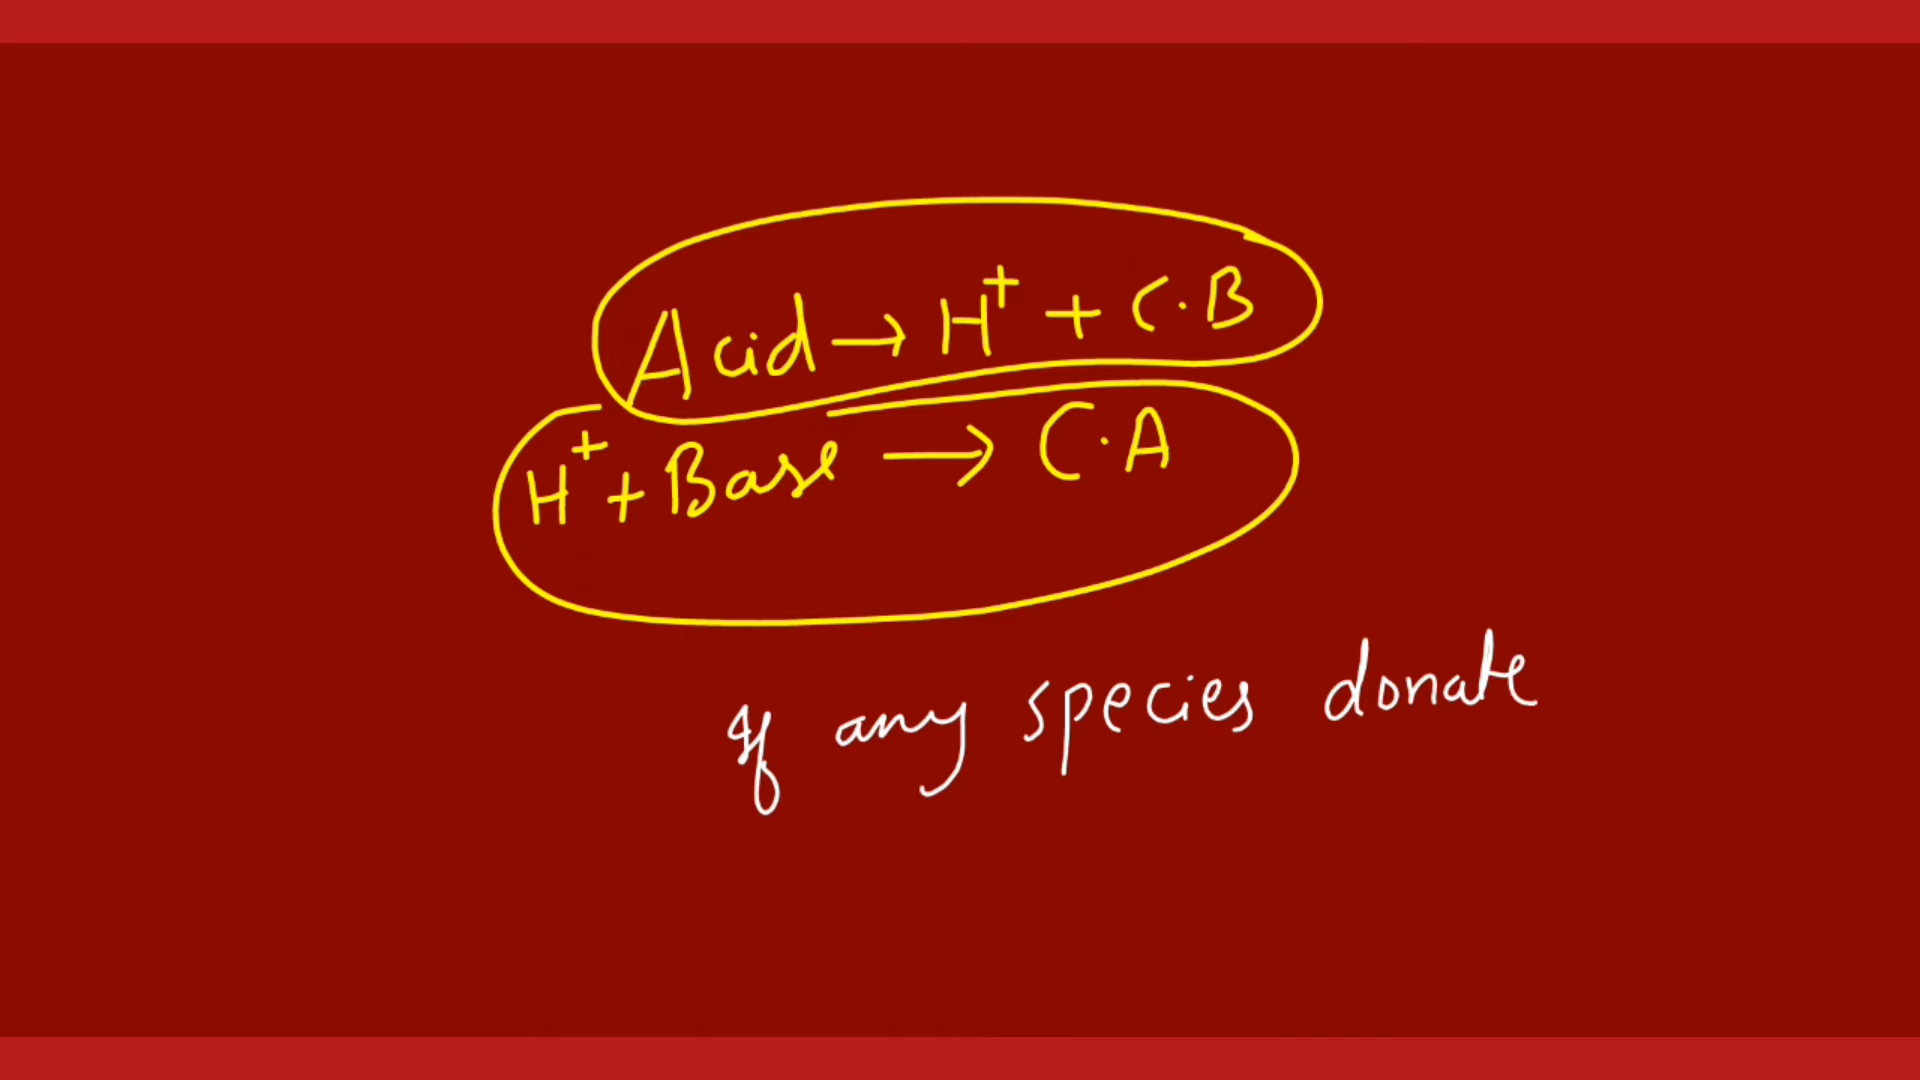 Acid → H⁺ + C.B
H⁺ + Base → C.A
If any species donate